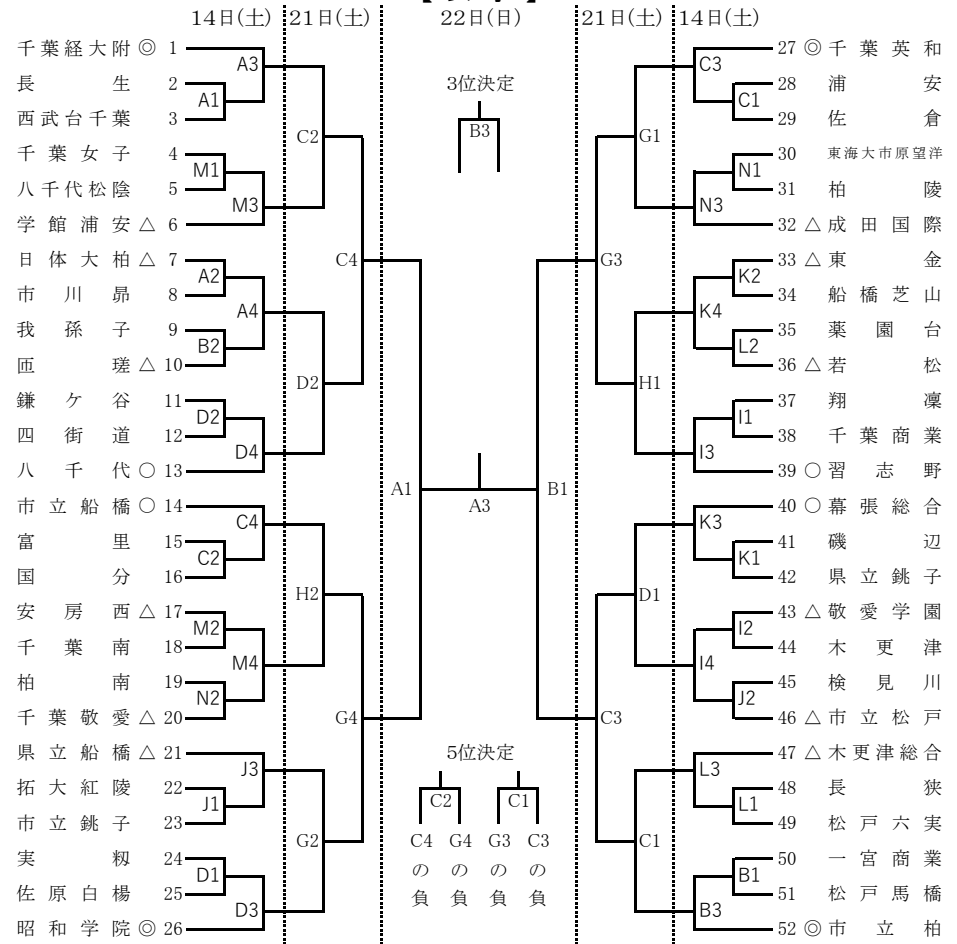 14日(土) 21日(土) 22日(日) 21日(土) 14日(土)
千葉経大附 ◎ 1 27 ◎ 千葉英和
A3 C3
長生 2 3位決定 28 浦安
A1 C1
西武台千葉 3 29 佐倉
B3
C2 G1
千葉女子 4 30 東海大市原望洋
M1 N1
八千代松陰 5 31 柏陵
M3 N3
学館浦安 △ 6 32 △ 成田国際
日体大柏 △ 7 C4 G3 33 △ 東金
A2 K2
市川昴 8 34 船橋芝山
A4 K4
我孫子 9 35 薬園台
B2 L2
匝瑳 △ 10 36 △ 若松
D2 H1
鎌ケ谷 11 37 翔凜
D2 I1
四街道 12 38 千葉商業
D4 I3
八千代 ○ 13 39 ○ 習志野
A1 B1
市立船橋 ○ 14 A3 40 ○ 幕張総合
C4 K3
富里 15 41 磯辺
C2 K1
国分 16 42 県立銚子
H2 D1
安房西 △ 17 43 △ 敬愛学園
M2 I2
千葉南 18 44 木更津
M4 I4
柏南 19 45 検見川
N2 J2
千葉敬愛 △ 20 G4 C3 46 △ 市立松戸
県立船橋 △ 21 5位決定 47 △ 木更津総合
J3 L3
拓大紅陵 22 48 長狭
J1 C2 C1 L1
市立銚子 23 49 松戸六実
G2 C4の負 G4の負 G3の負 C3の負 C1
実籾 24 50 一宮商業
D1 B1
佐原白楊 25 51 松戸馬橋
D3 B3
昭和学院 ◎ 26 52 ◎ 市立柏